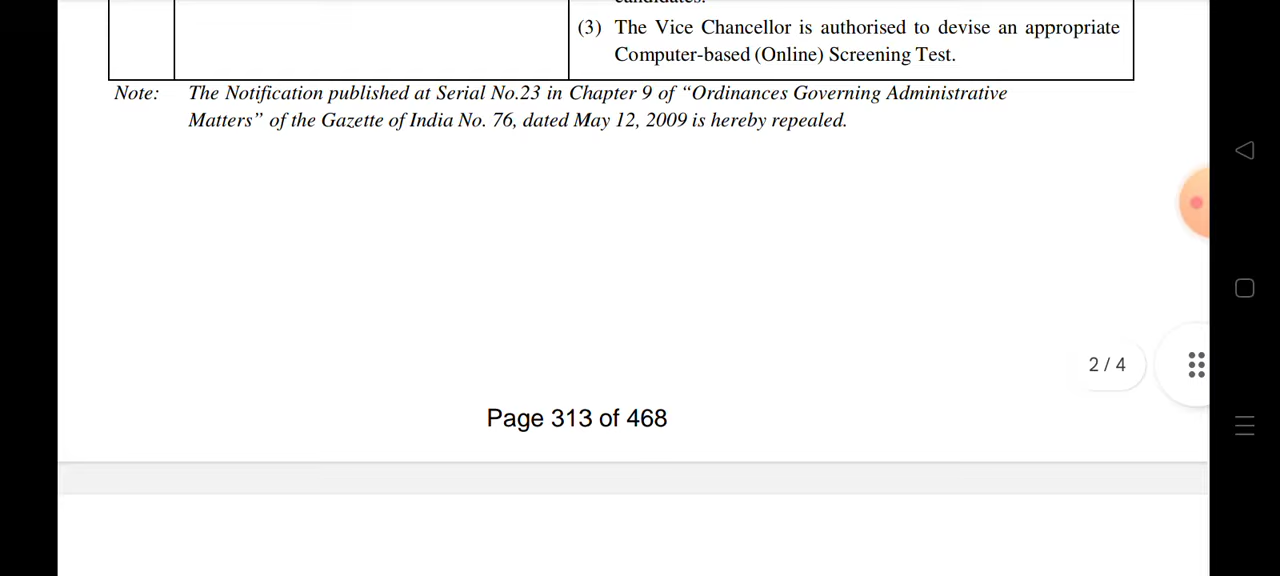 (3) The Vice Chancellor is authorised to devise an appropriate
Computer-based (Online) Screening Test.
Note: The Notification published at Serial No.23 in Chapter 9 of “Ordinances Governing Administrative
Matters” of the Gazette of India No. 76, dated May 12, 2009 is hereby repealed.
2 / 4
Page 313 of 468